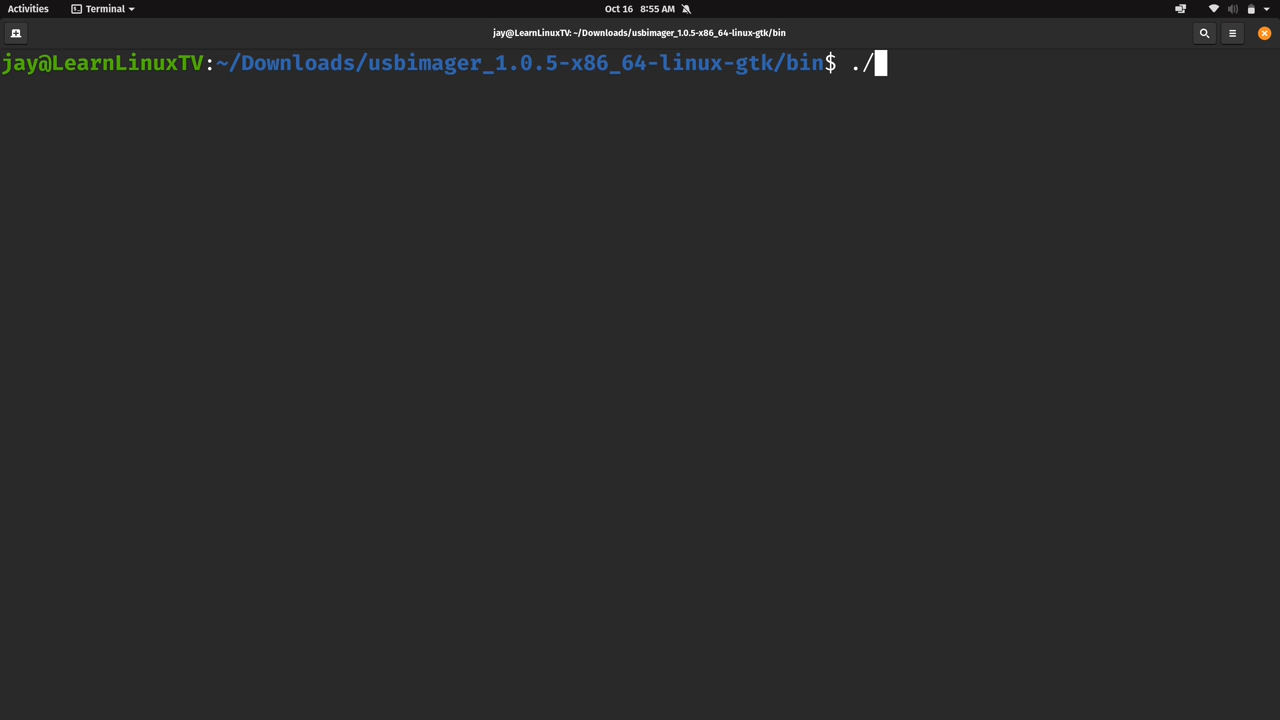 Activities Terminal Oct 16 8:55 AM
jay@LearnLinuxTV: ~/Downloads/usbimager_1.0.5-x86_64-linux-gtk/bin
jay@LearnLinuxTV:~/Downloads/usbimager_1.0.5-x86_64-linux-gtk/bin$ ./